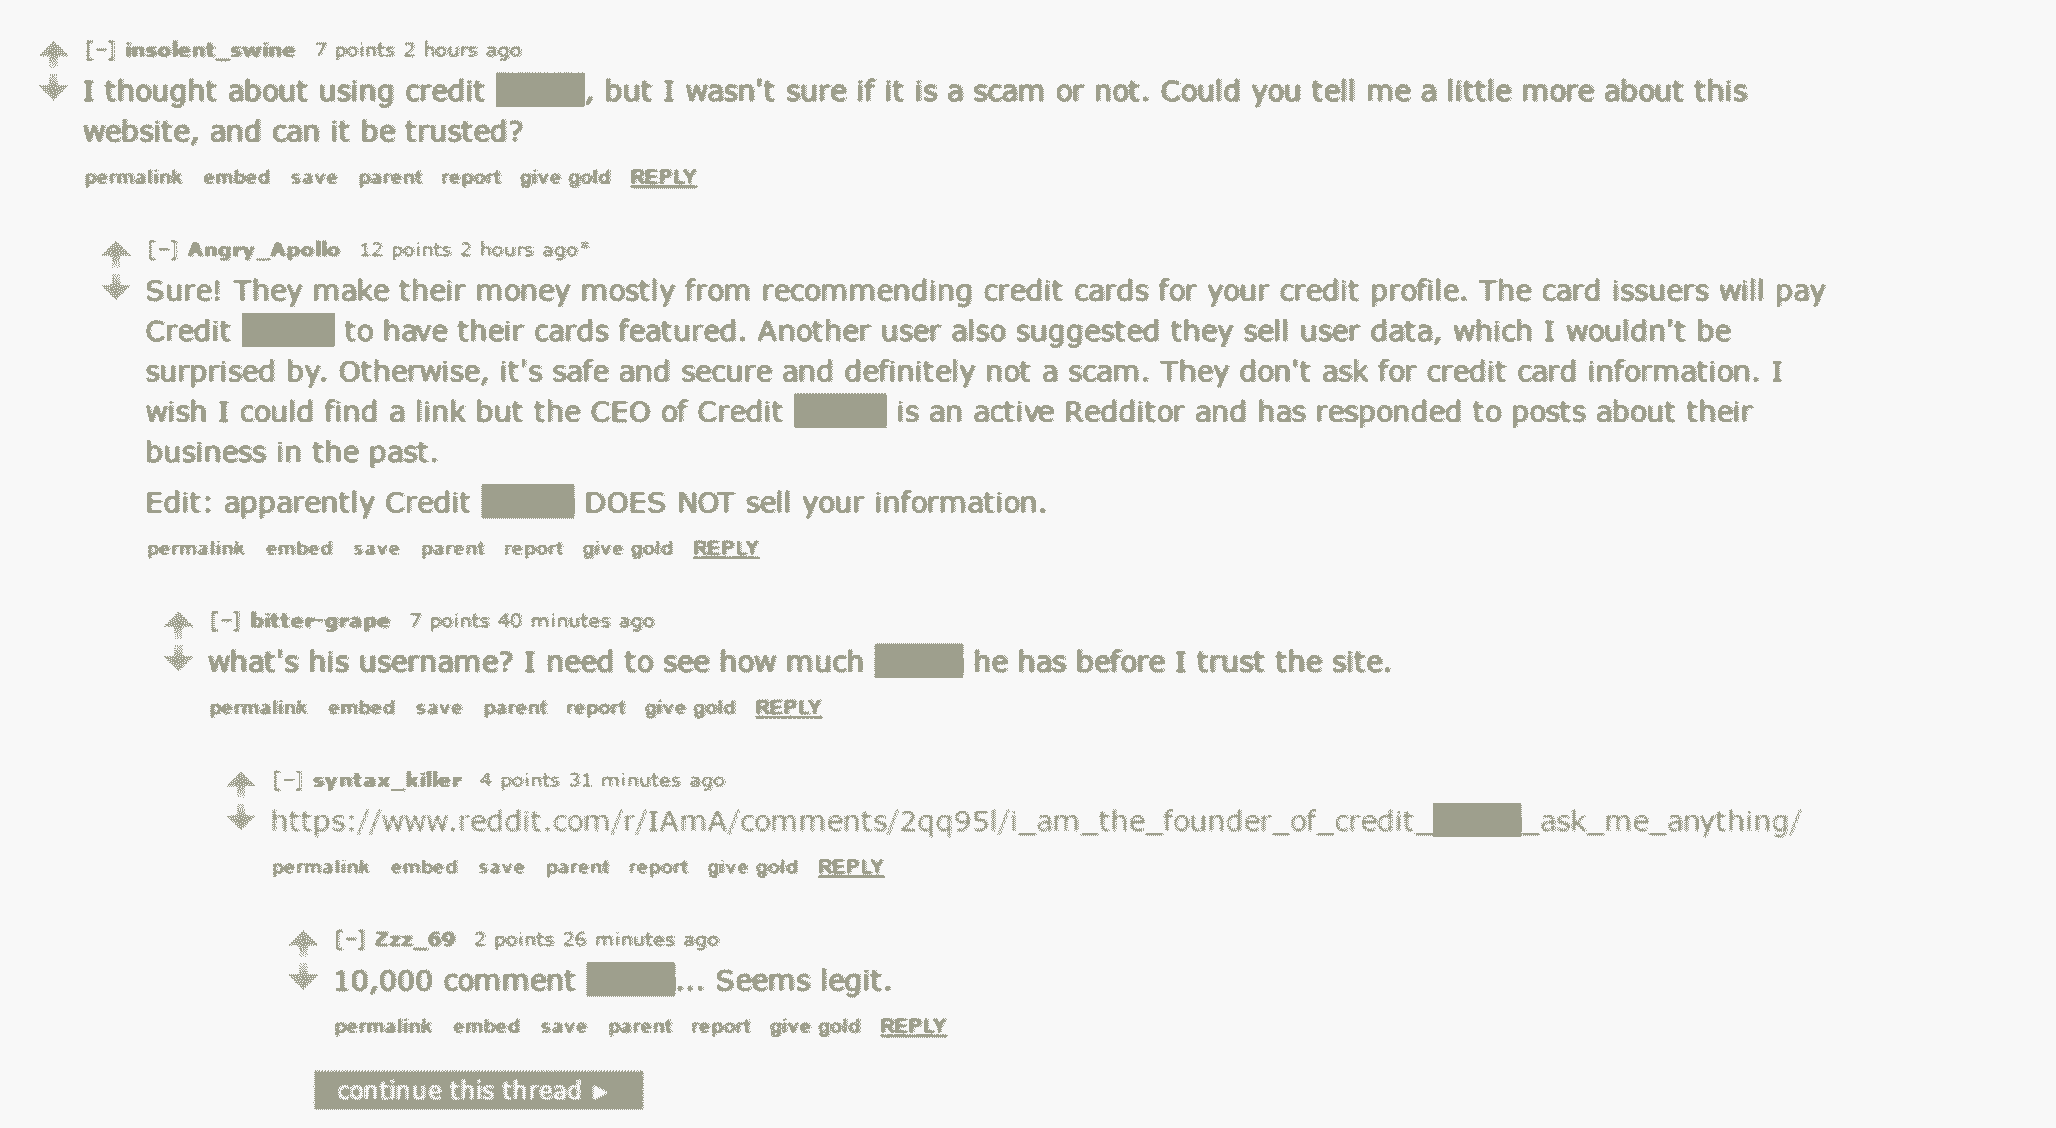 [-] insolent_swine 7 points 2 hours ago
I thought about using credit , but I wasn't sure if it is a scam or not. Could you tell me a little more about this
website, and can it be trusted?
permalink embed save parent report give gold REPLY
[-] Angry_Apollo 12 points 2 hours ago*
Sure! They make their money mostly from recommending credit cards for your credit profile. The card issuers will pay
Credit to have their cards featured. Another user also suggested they sell user data, which I wouldn't be
surprised by. Otherwise, it's safe and secure and definitely not a scam. They don't ask for credit card information. I
wish I could find a link but the CEO of Credit is an active Redditor and has responded to posts about their
business in the past.
Edit: apparently Credit DOES NOT sell your information.
permalink embed save parent report give gold REPLY
[-] bitter-grape 7 points 40 minutes ago
what's his username? I need to see how much he has before I trust the site.
permalink embed save parent report give gold REPLY
[-] syntax_killer 4 points 31 minutes ago
https://www.reddit.com/r/IAmA/comments/2qq95l/i_am_the_founder_of_credit_ _ask_me_anything/
permalink embed save parent report give gold REPLY
[-] Zzz_69 2 points 26 minutes ago
10,000 comment ... Seems legit.
permalink embed save parent report give gold REPLY
continue this thread ►